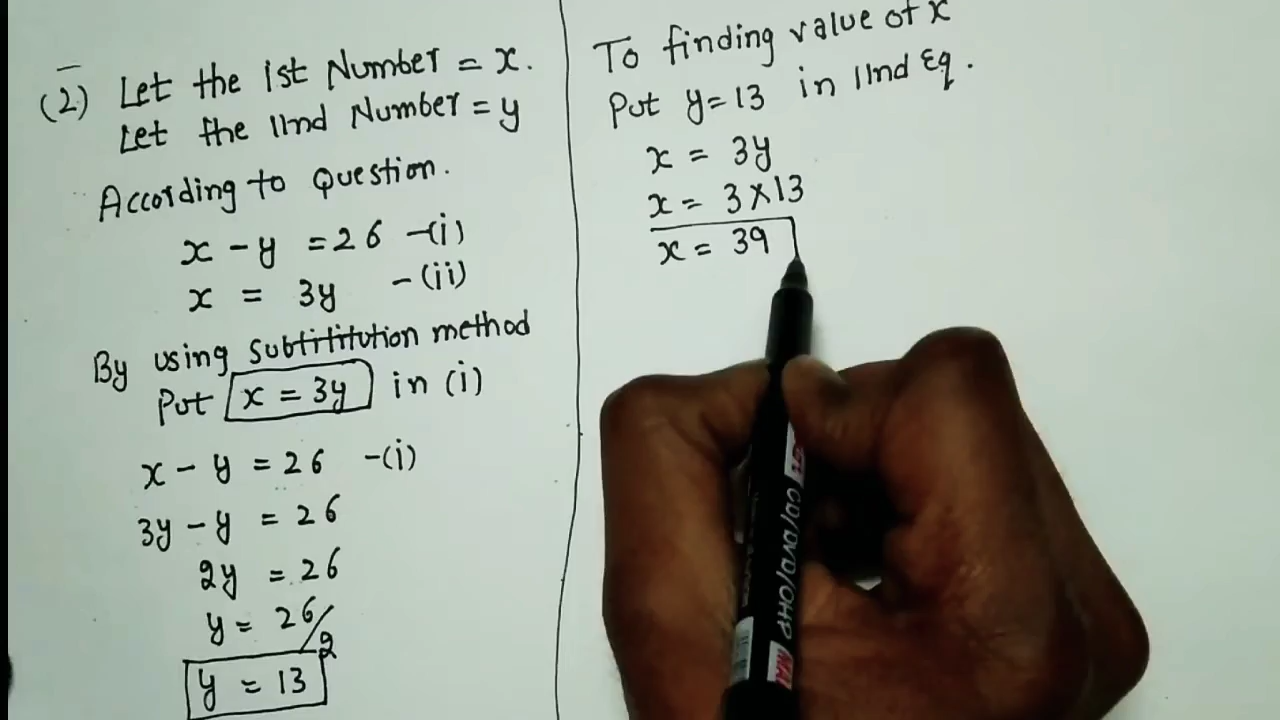 (2) Let the 1st Number = x.
Let the IInd Number = y
According to Question.
x - y = 26 -(i)
x = 3y -(ii)
By using subtititution method
Put x = 3y in (i)
x - y = 26 -(i)
3y - y = 26
2y = 26
y = 26/2
y = 13
To finding value of x
Put y = 13 in IInd Eq.
x = 3y
x = 3 × 13
x = 39
CD/DVD/OHP